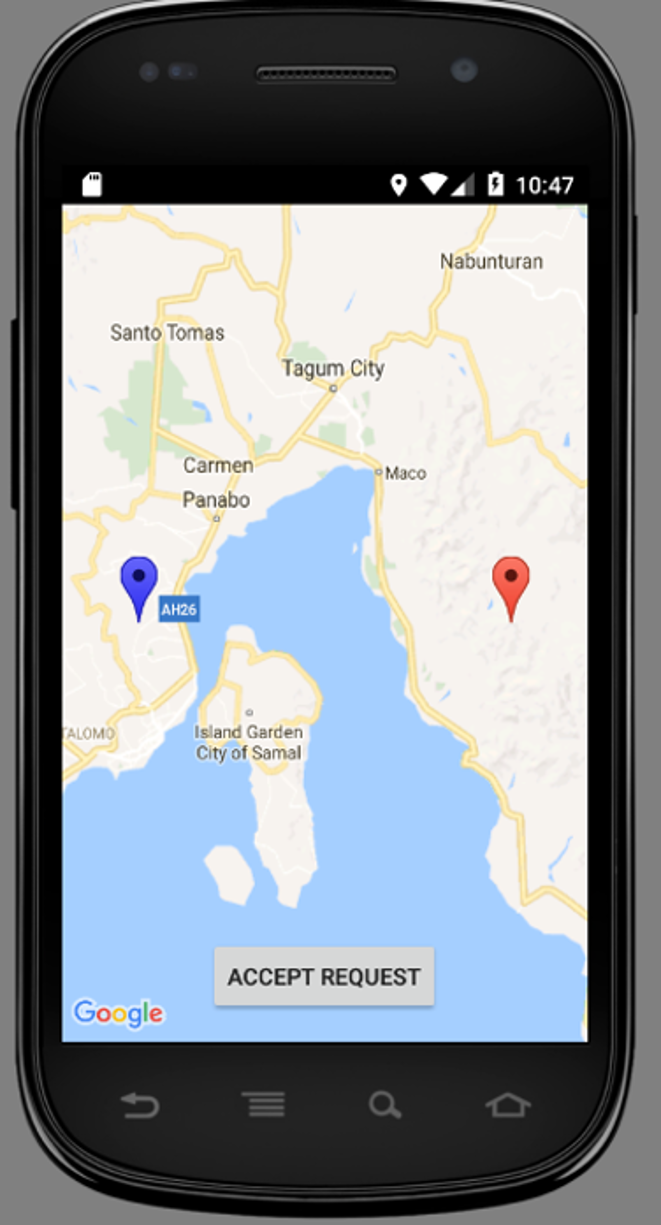 10:47
Nabunturan
Santo Tomas
Tagum City
Carmen
Maco
Panabo
AH26
TALOMO
Island Garden
City of Samal
ACCEPT REQUEST
Google